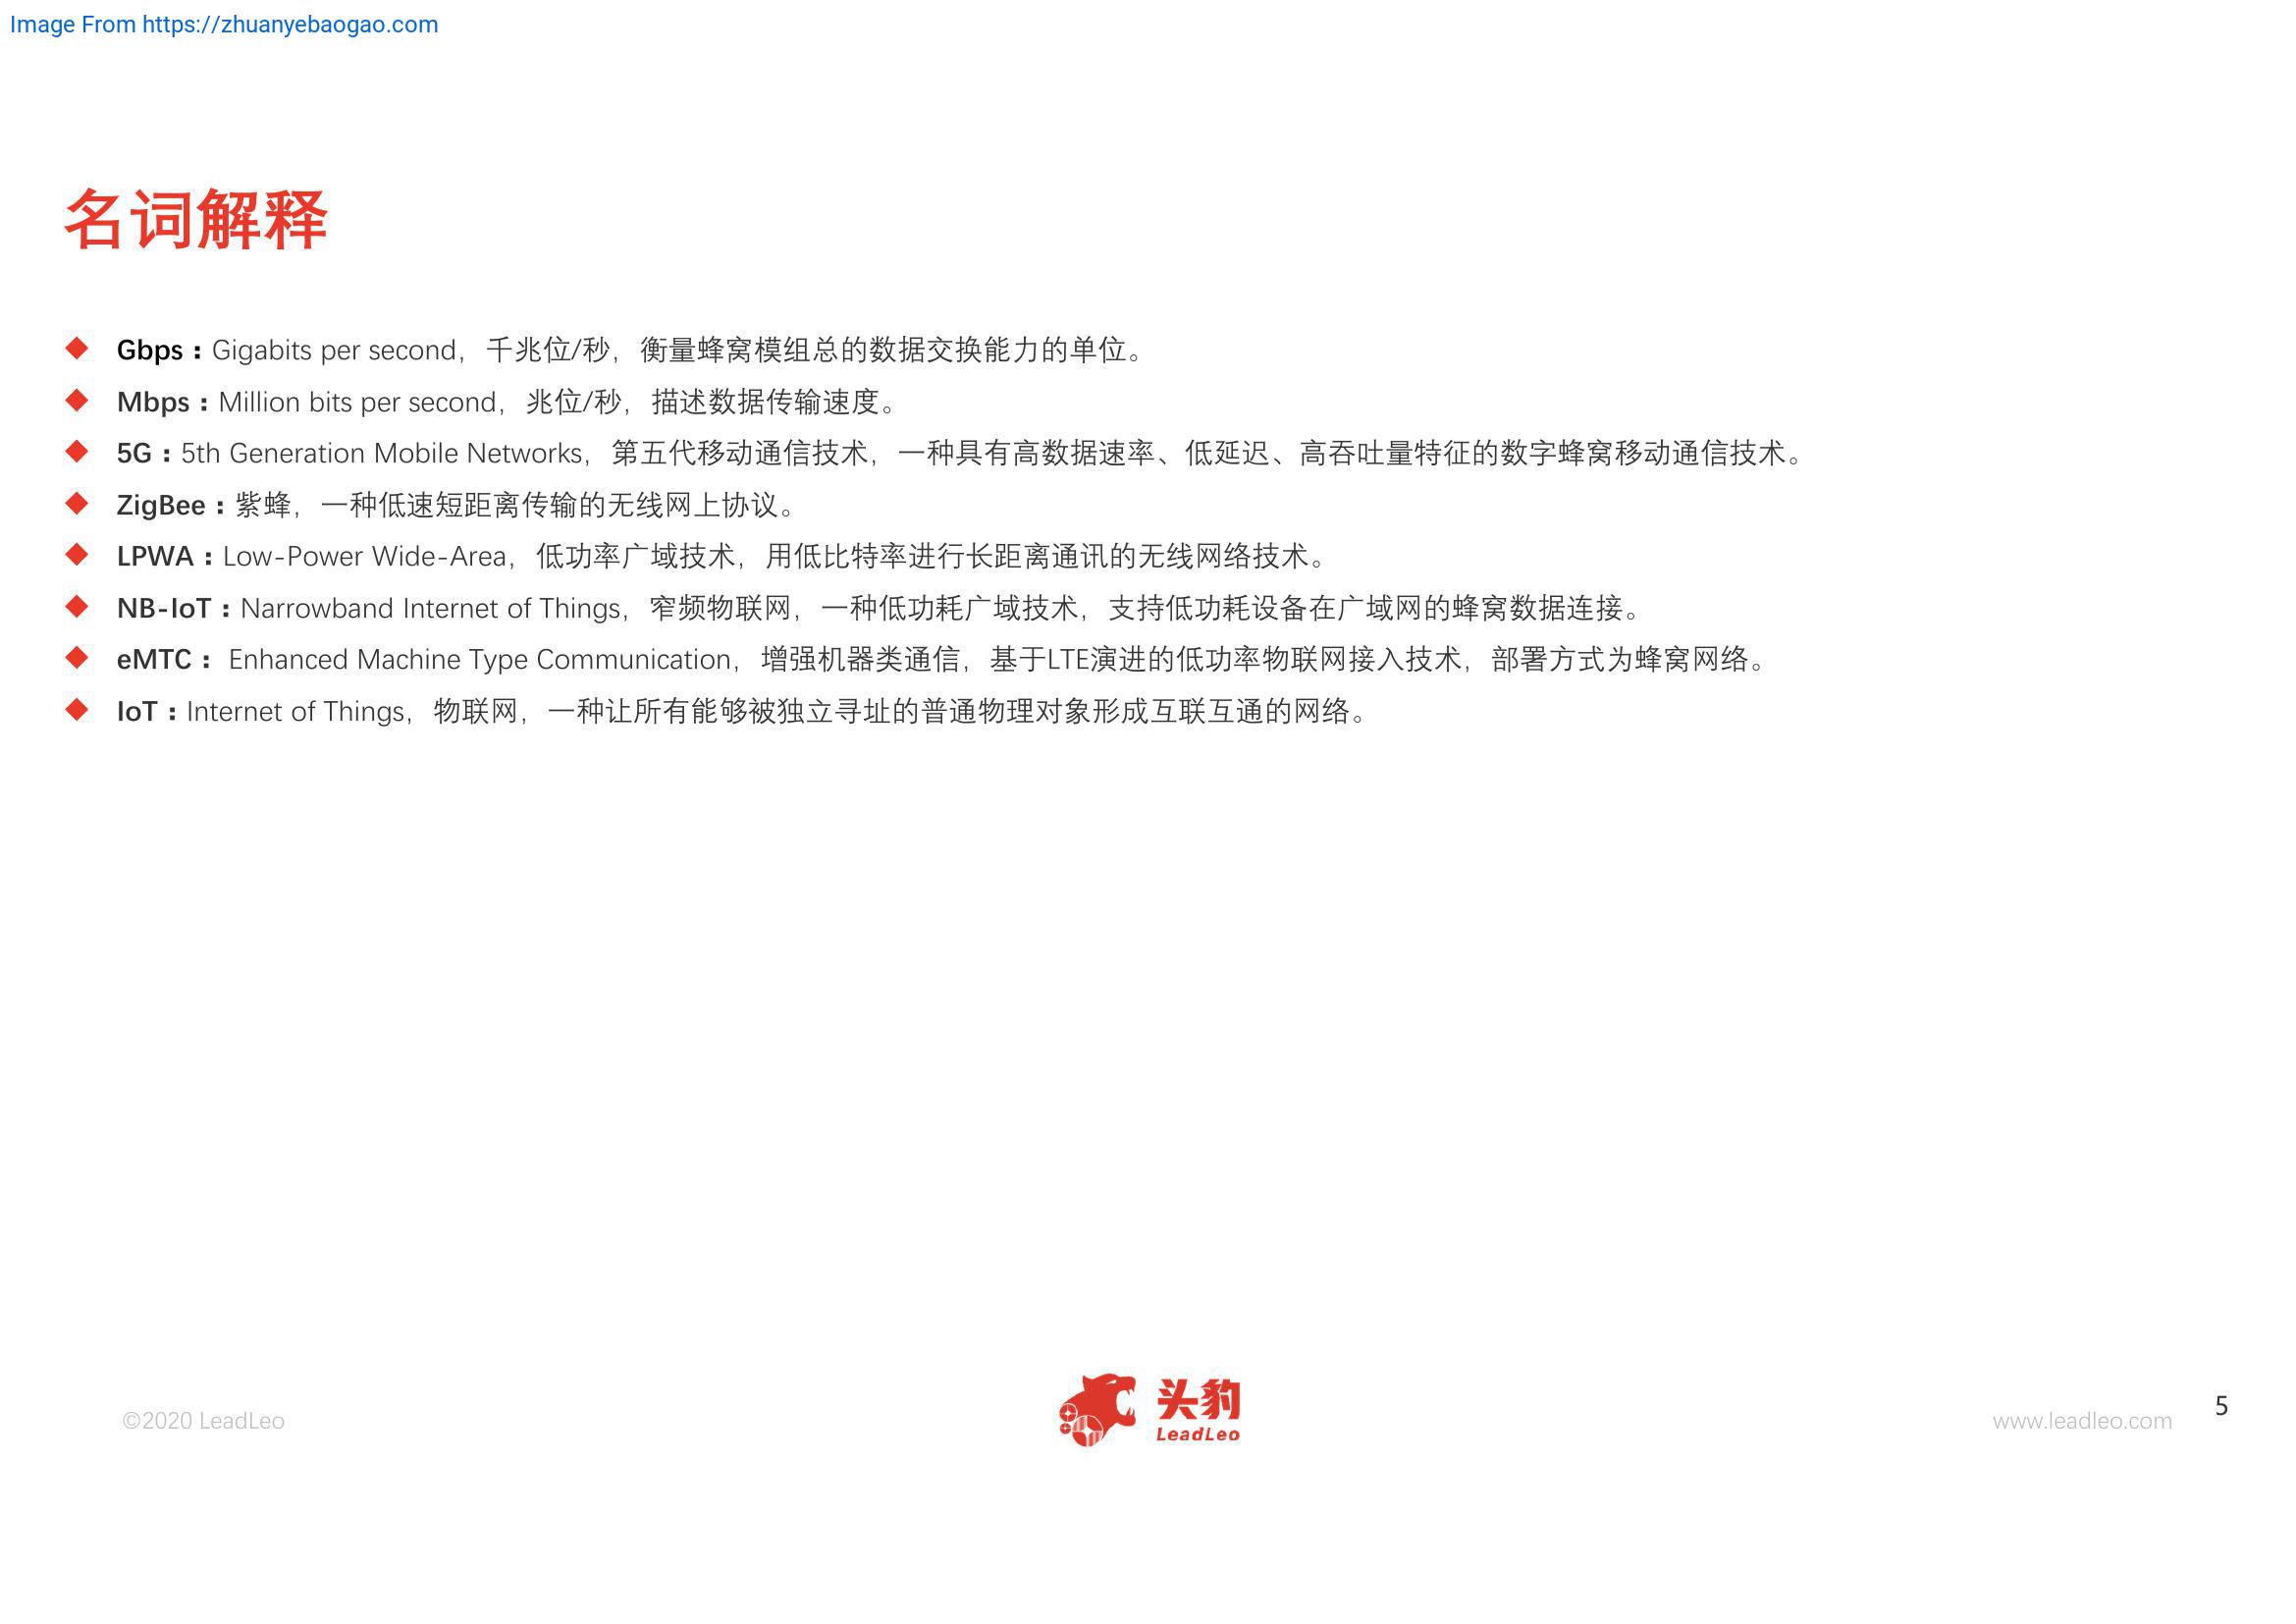 Image From https://zhuanyebaogao.com
名词解释
◆ Gbps：Gigabits per second，千兆位/秒，衡量蜂窝模组总的数据交换能力的单位。
◆ Mbps：Million bits per second，兆位/秒，描述数据传输速度。
◆ 5G：5th Generation Mobile Networks，第五代移动通信技术，一种具有高数据速率、低延迟、高吞吐量特征的数字蜂窝移动通信技术。
◆ ZigBee：紫蜂，一种低速短距离传输的无线网上协议。
◆ LPWA：Low-Power Wide-Area，低功率广域技术，用低比特率进行长距离通讯的无线网络技术。
◆ NB-IoT：Narrowband Internet of Things，窄频物联网，一种低功耗广域技术，支持低功耗设备在广域网的蜂窝数据连接。
◆ eMTC： Enhanced Machine Type Communication，增强机器类通信，基于LTE演进的低功率物联网接入技术，部署方式为蜂窝网络。
◆ IoT：Internet of Things，物联网，一种让所有能够被独立寻址的普通物理对象形成互联互通的网络。
©2020 LeadLeo
头豹
LeadLeo
www.leadleo.com
5